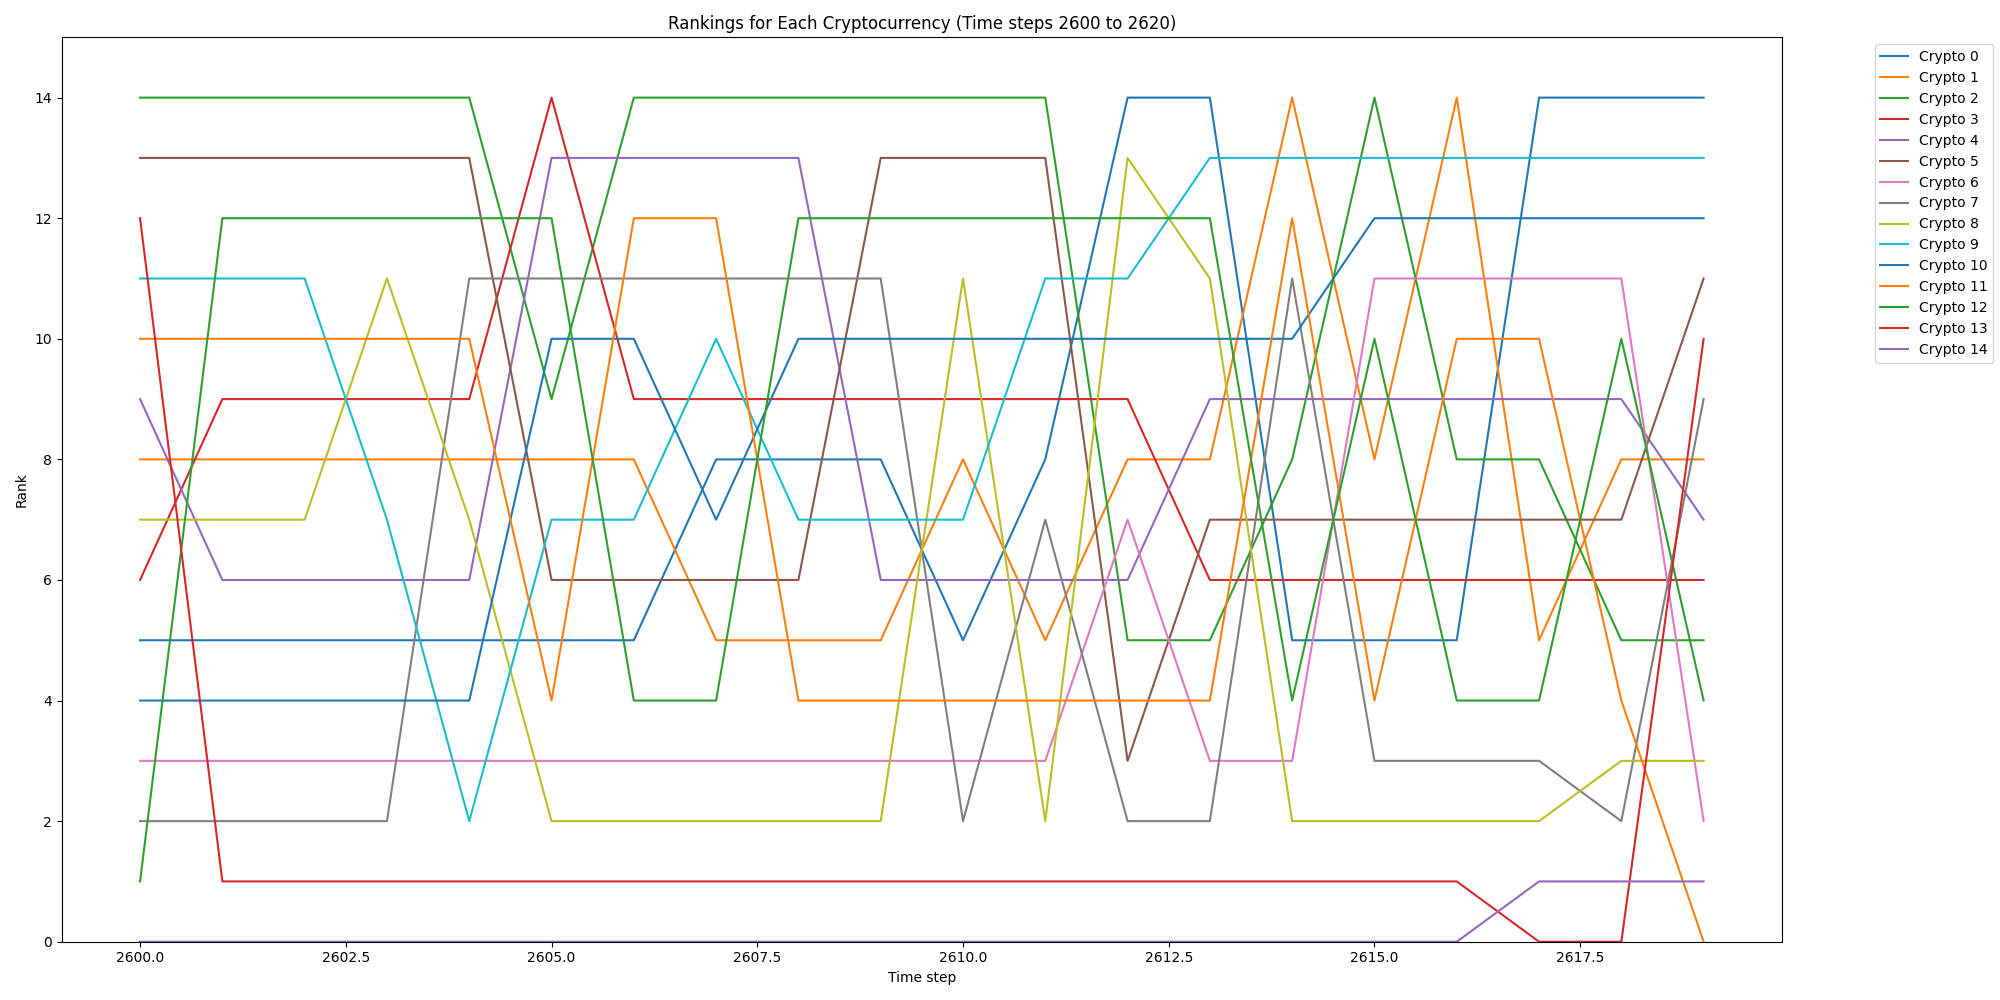 Rankings for Each Cryptocurrency (Time steps 2600 to 2620)
Rank
14
12
10
8
6
4
2
0
2600.0 2602.5 2605.0 2607.5 2610.0 2612.5 2615.0 2617.5
Time step
Crypto 0
Crypto 1
Crypto 2
Crypto 3
Crypto 4
Crypto 5
Crypto 6
Crypto 7
Crypto 8
Crypto 9
Crypto 10
Crypto 11
Crypto 12
Crypto 13
Crypto 14